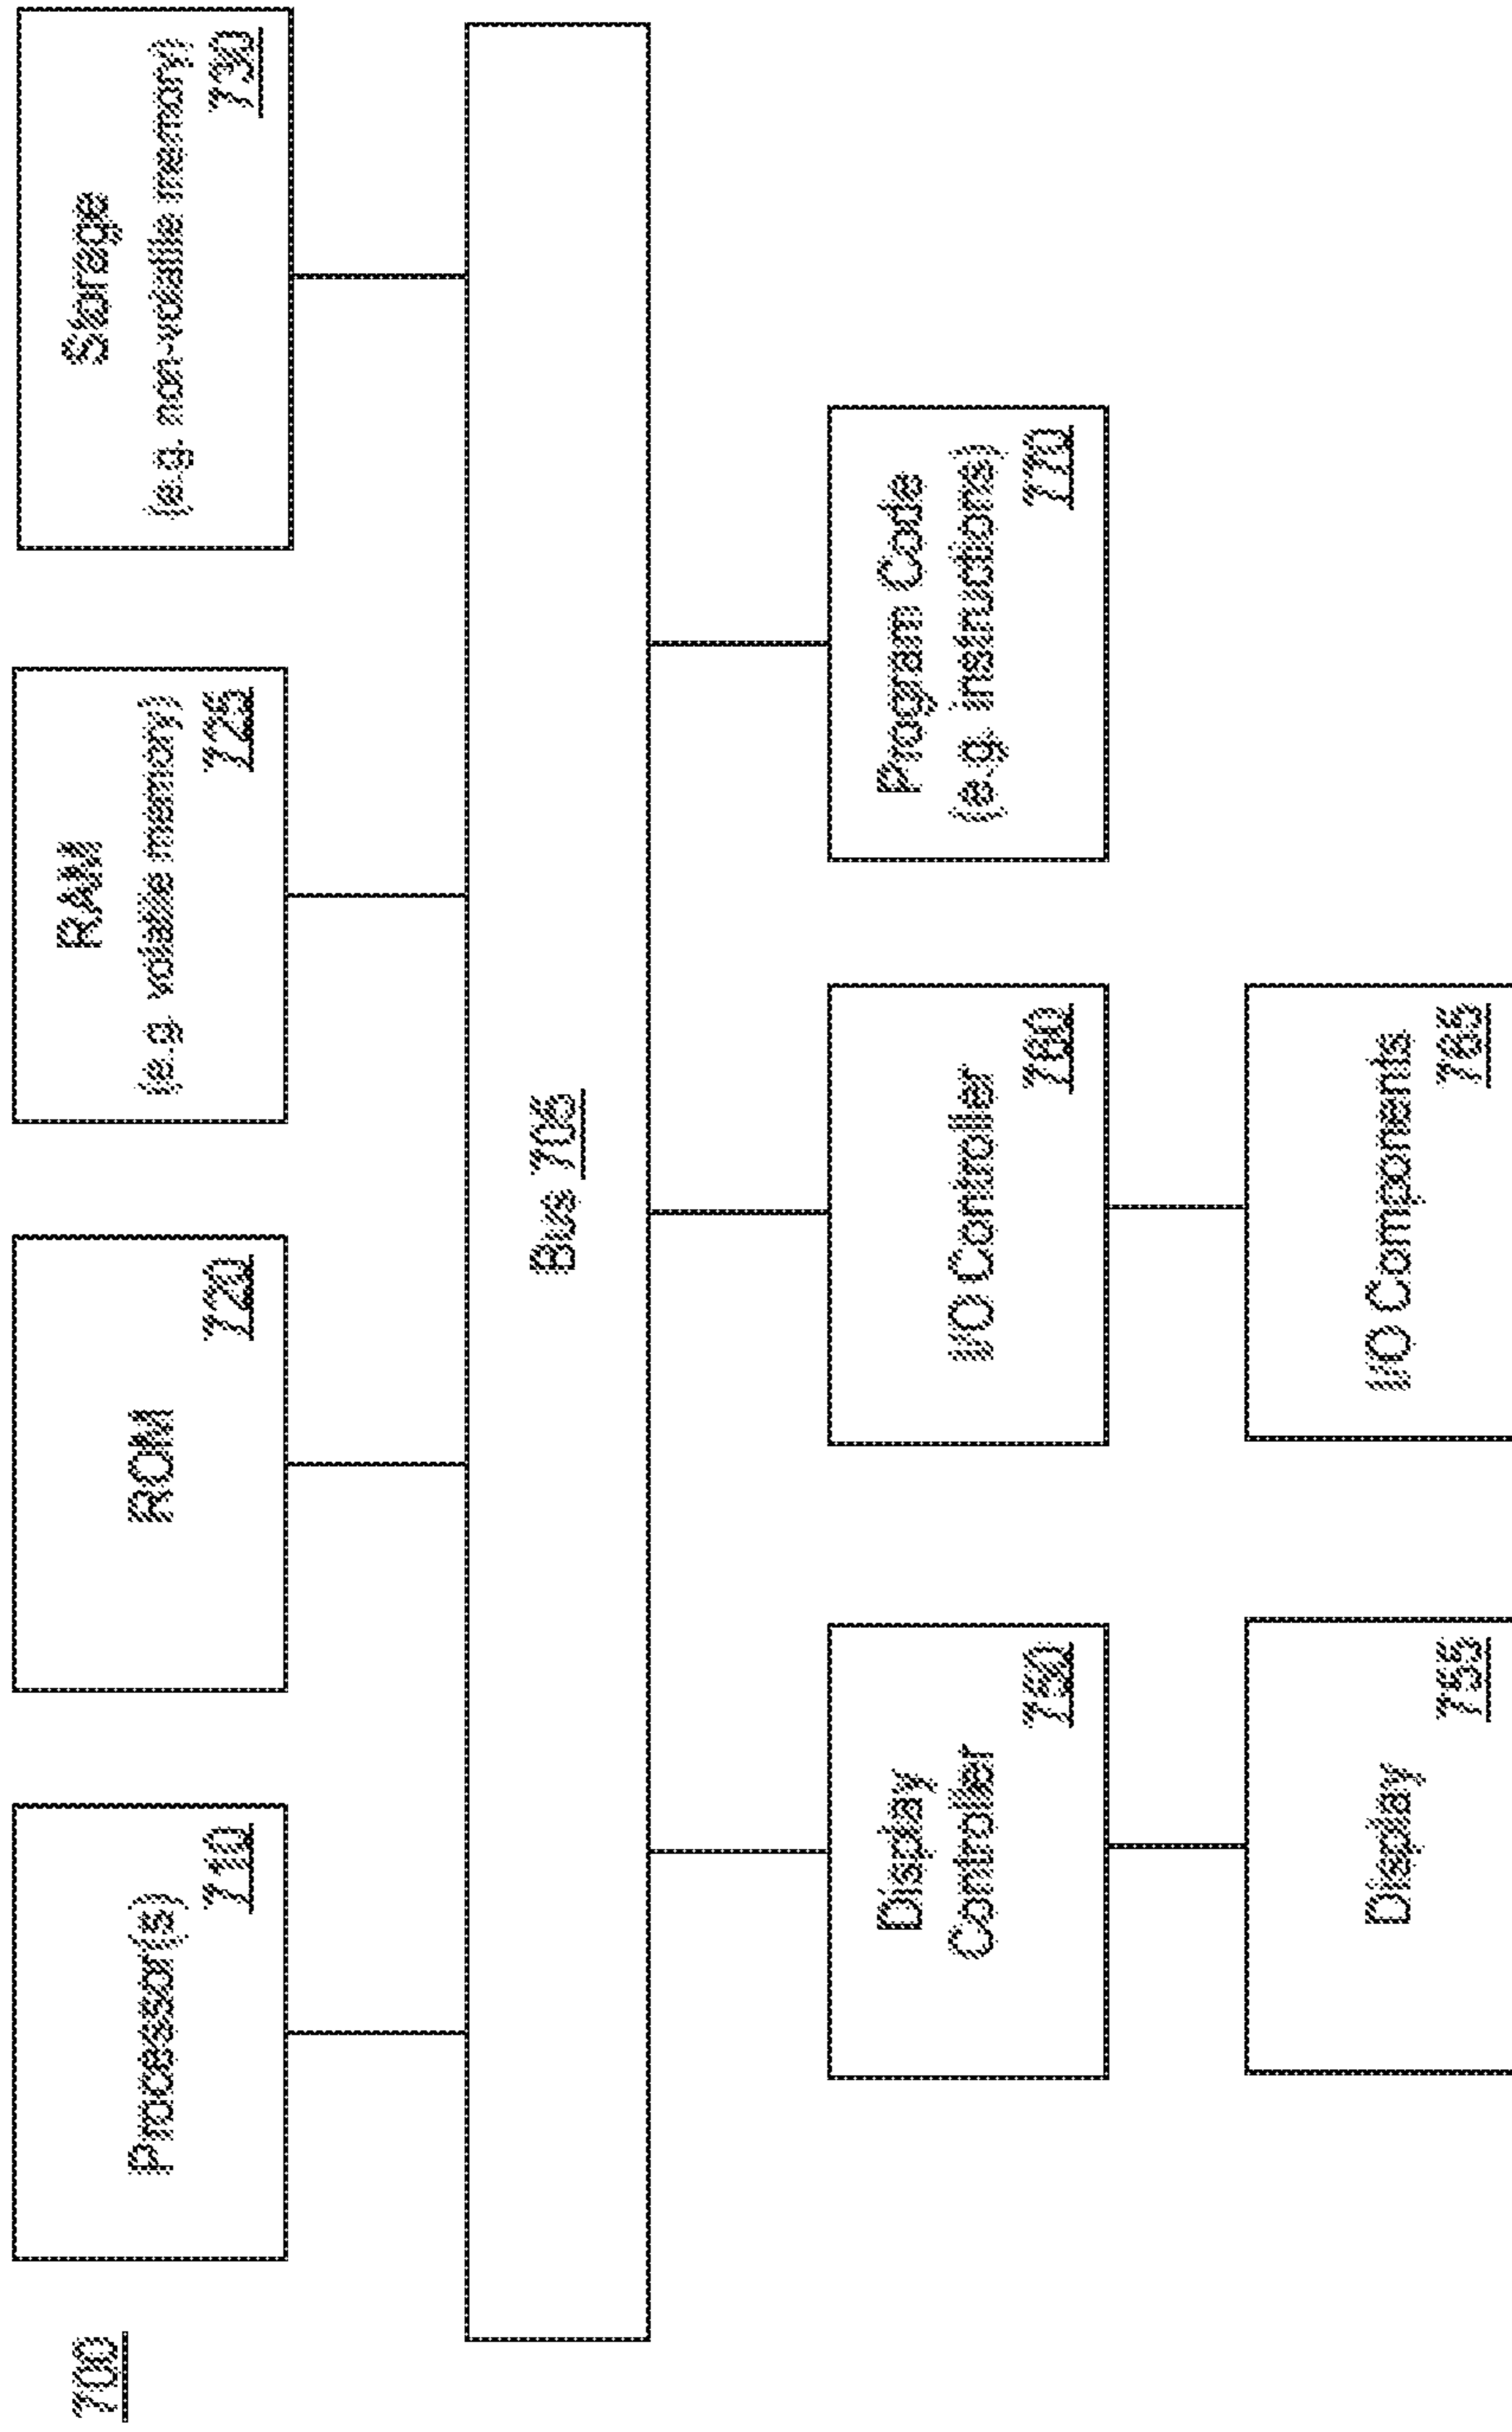 700
Processor(s)
710
ROM
720
RAM
(e.g. volatile memory)
725
Storage
(e.g. non-volatile memory)
730
Bus 705
Display
Controller
750
I/O Controller
760
Program Code
(e.g. instructions)
770
Display
755
I/O Components
765